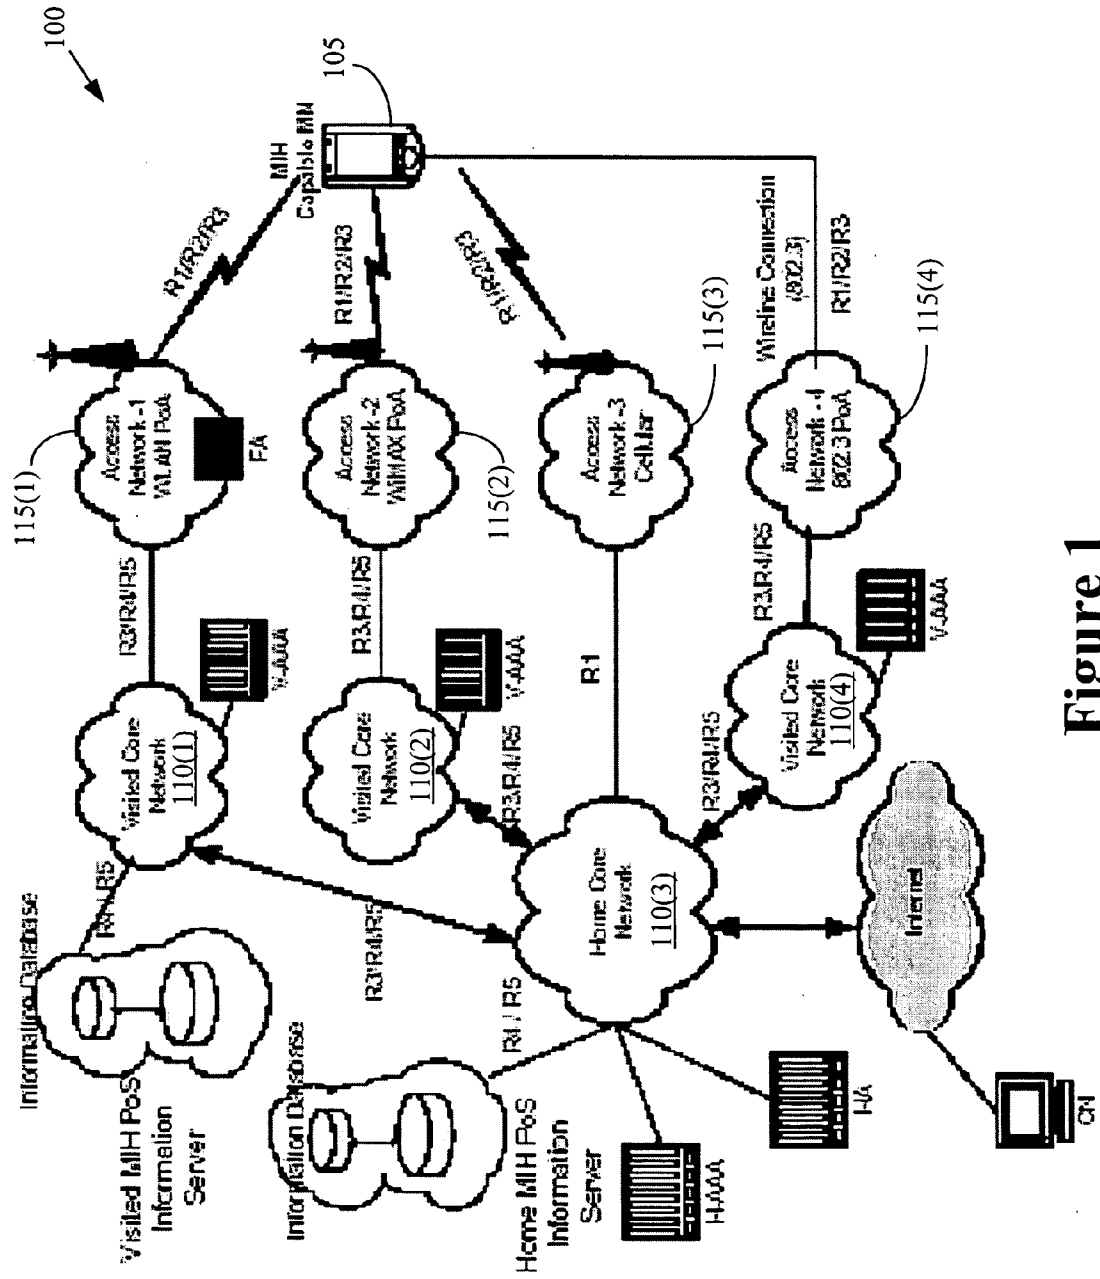 100
105
MIH
Capable MN
R1/R2/R3
R1/R2/R3
R1/R2/R3
Wireline Connection
(802.3)
R1/R2/R3
115(1)
Access
Network -1
WLAN PoA
FA
Access
Network -2
WiMAX PoA
115(2)
Access
Network -3
Cellular
115(3)
Access
Network - 4
802.3 PoA
115(4)
R3/R4/R5
R3/R4/R5
R1
R3/R4/R5
V-AAA
V-AAA
V-AAA
Visited Core
Network
110(1)
Visited Core
Network
110(2)
Visited Core
Network
110(4)
R4 / R5
R3/R4/R5
R3/R4/R5
R3/R4/R5
Home Core
Network
110(3)
Internet
Information Database
Visited MIH PoS
Information
Server
R4 / R5
Information Database
Home MIH PoS
Information
Server
H-AAA
HA
CN
Figure 1